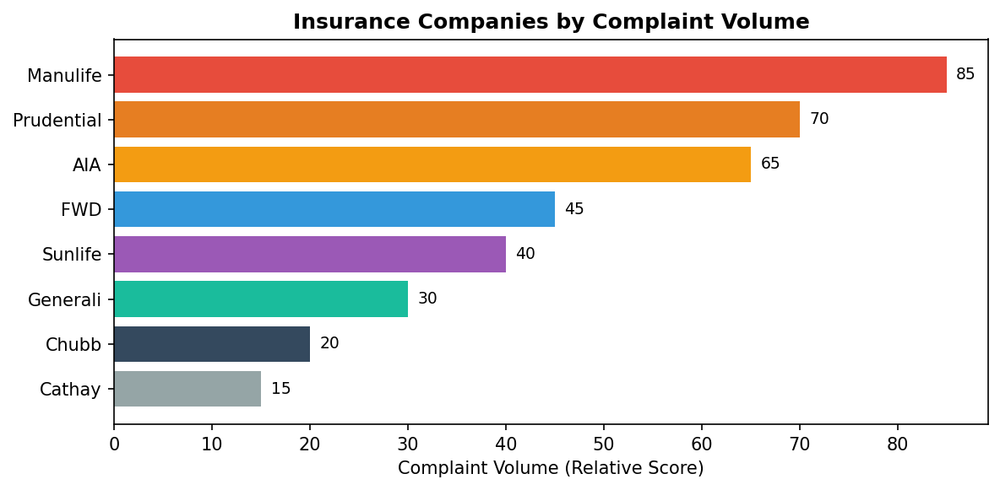 Insurance Companies by Complaint Volume
Manulife 85
Prudential 70
AIA 65
FWD 45
Sunlife 40
Generali 30
Chubb 20
Cathay 15
0 10 20 30 40 50 60 70 80
Complaint Volume (Relative Score)